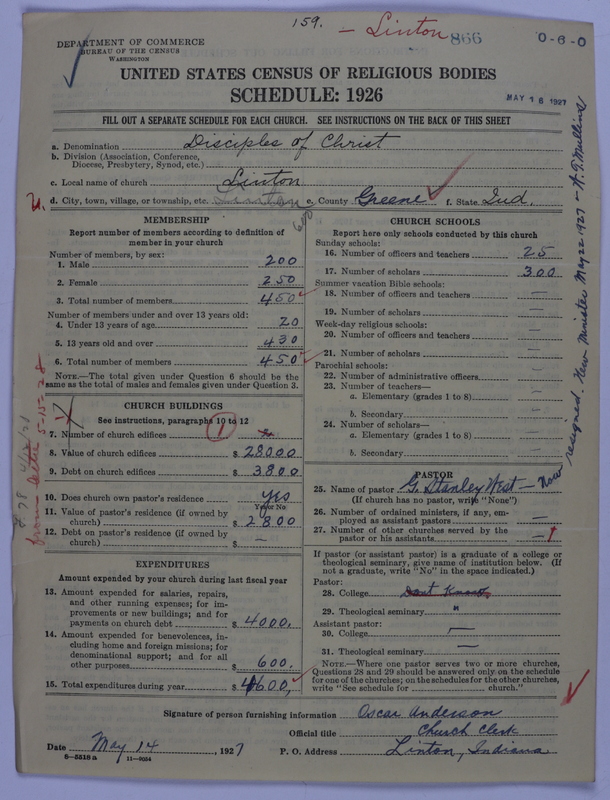 159. – Linton 866 0-6-0
DEPARTMENT OF COMMERCE
BUREAU OF THE CENSUS
WASHINGTON
UNITED STATES CENSUS OF RELIGIOUS BODIES
SCHEDULE: 1926
MAY 16 1927
FILL OUT A SEPARATE SCHEDULE FOR EACH CHURCH. SEE INSTRUCTIONS ON THE BACK OF THIS SHEET
a. Denomination Disciples of Christ
b. Division (Association, Conference, Diocese, Presbytery, Synod, etc.)
c. Local name of church Linton
d. City, town, village, or township, etc. Linton e. County Greene f. State Ind.
600
MEMBERSHIP
Report number of members according to definition of member in your church
Number of members, by sex:
1. Male 200
2. Female 250
3. Total number of members 450
Number of members under and over 13 years old:
4. Under 13 years of age 20
5. 13 years old and over 430
6. Total number of members 450
NOTE.—The total given under Question 6 should be the same as the total of males and females given under Question 3.
CHURCH BUILDINGS
See instructions, paragraphs 10 to 12
7. Number of church edifices 1
8. Value of church edifices $ 28000
9. Debt on church edifices $ 3800
10. Does church own pastor's residence yes
Yes or No
11. Value of pastor's residence (if owned by church) $ 2800
12. Debt on pastor's residence (if owned by church) $ —
EXPENDITURES
Amount expended by your church during last fiscal year
13. Amount expended for salaries, repairs, and other running expenses; for improvements or new buildings; and for payments on church debt $ 4000.
14. Amount expended for benevolences, including home and foreign missions; for denominational support; and for all other purposes $ 600.
15. Total expenditures during year $ 4600.
CHURCH SCHOOLS
Report here only schools conducted by this church
Sunday schools:
16. Number of officers and teachers 25
17. Number of scholars 300
Summer vacation Bible schools:
18. Number of officers and teachers —
19. Number of scholars —
Week-day religious schools:
20. Number of officers and teachers —
21. Number of scholars —
Parochial schools:
22. Number of administrative officers —
23. Number of teachers—
a. Elementary (grades 1 to 8) —
b. Secondary —
24. Number of scholars—
a. Elementary (grades 1 to 8) —
b. Secondary —
PASTOR
25. Name of pastor G. Stanley West — Now
resigned. New Minister May 22 1927 — H. T. Mullins
(If church has no pastor, write "None")
26. Number of ordained ministers, if any, employed as assistant pastors —
27. Number of other churches served by the pastor or his assistants —
If pastor (or assistant pastor) is a graduate of a college or theological seminary, give name of institution below. (If not a graduate, write "No" in the space indicated.)
Pastor:
28. College Dont Know
29. Theological seminary "
Assistant pastor:
30. College —
31. Theological seminary —
NOTE.—Where one pastor serves two or more churches, Questions 28 and 29 should be answered only on the schedule for one of the churches; on the schedules for the other churches, write "See schedule for church."
Signature of person furnishing information Oscar Anderson
Official title Church Clerk
Date May 14, 1927 P. O. Address Linton, Indiana
8—5318 a 11—9034
from letter 5-15-28